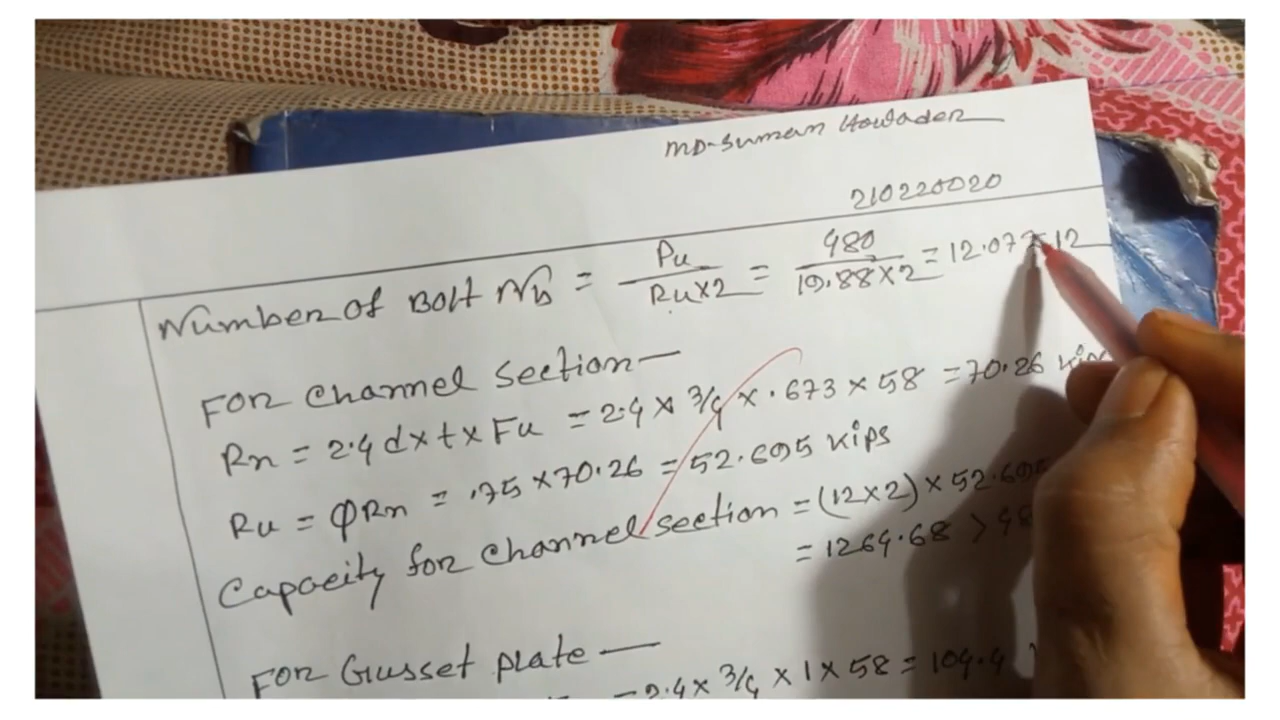 MD-Suman Howlader
210220020
Number of Bolt Nb = Pu / Ru×2 = 480 / 19.88×2 = 12.07 ≈ 12
For Channel Section—
Rn = 2.4 d×t×Fu = 2.4 × 3/4 × .673 × 58 = 70.26 kips
Ru = φRn = .75×70.26 = 52.695 kips
Capacity for Channel section = (12×2) × 52.695
= 1264.68 > 48
For Gusset plate —
= 2.4× 3/4 × 1 × 58 = 104.4